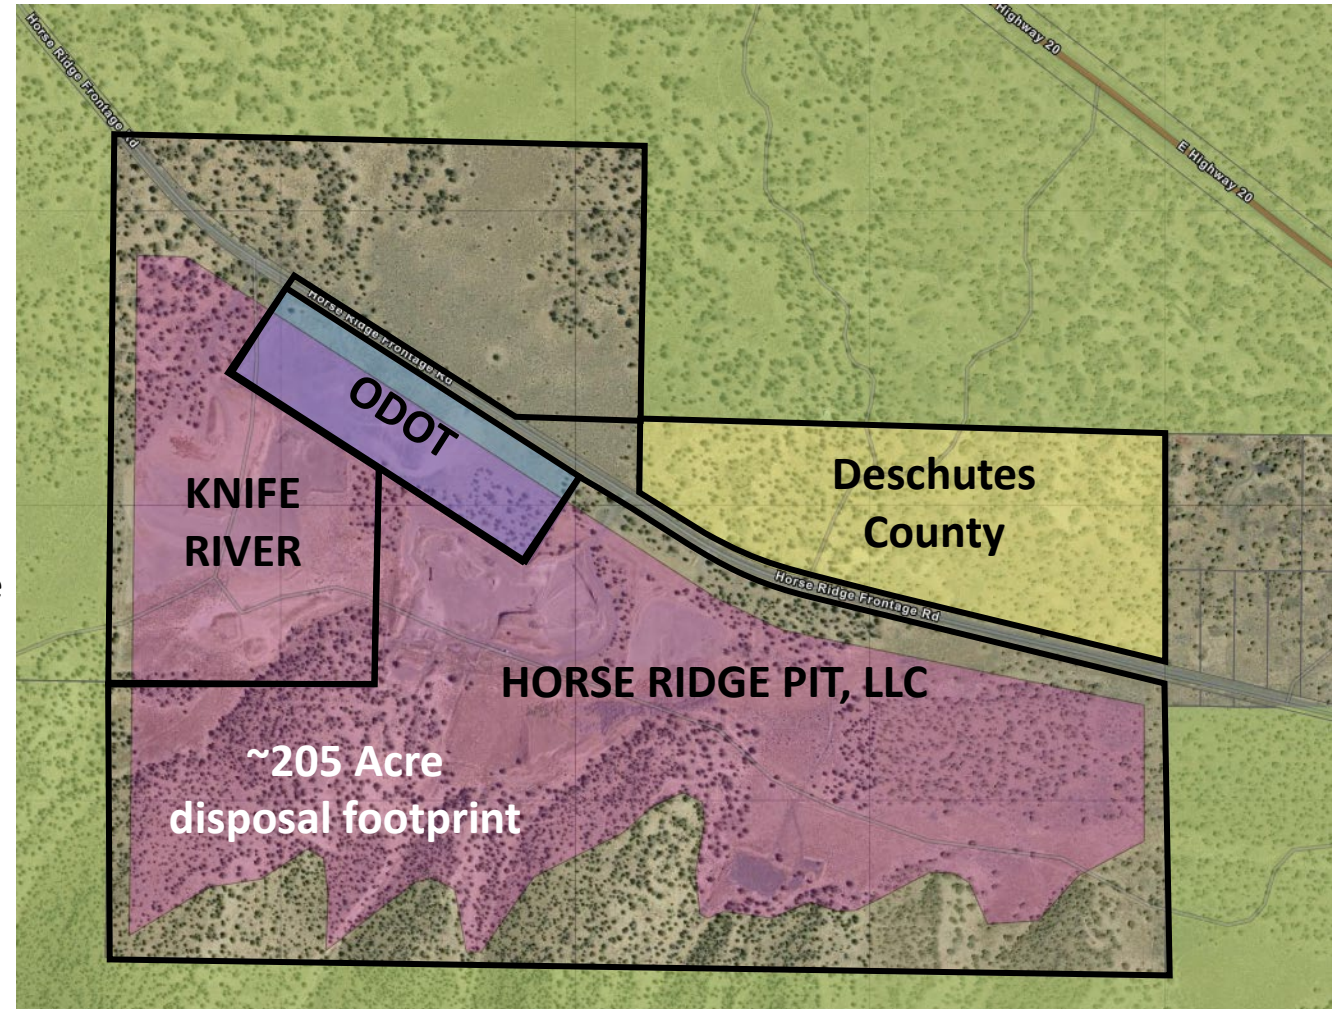 Horse Ridge Frontage Rd
Highway 20
E Highway 20
Horse Ridge Frontage Rd
ODOT
Deschutes
County
KNIFE
RIVER
Horse Ridge Frontage Rd
HORSE RIDGE PIT, LLC
~205 Acre
disposal footprint